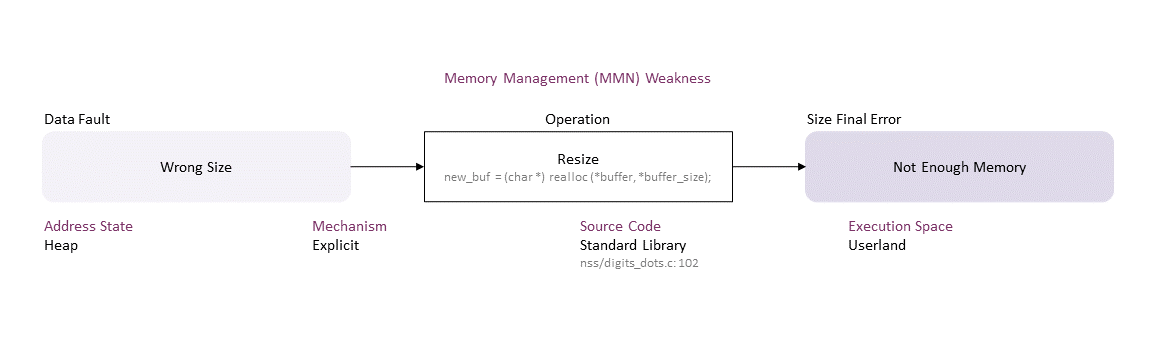 Memory Management (MMN) Weakness
Data Fault
Operation
Size Final Error
Wrong Size
Resize
new_buf = (char *) realloc (*buffer, *buffer_size);
Not Enough Memory
Address State
Heap
Mechanism
Explicit
Source Code
Standard Library
nss/digits_dots.c: 102
Execution Space
Userland